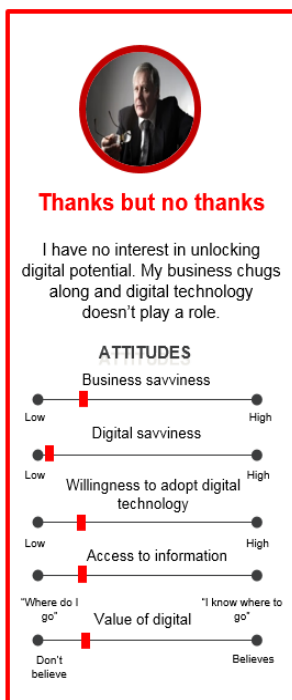 Thanks but no thanks
I have no interest in unlocking
digital potential. My business chugs
along and digital technology
doesn't play a role.
ATTITUDES
Business savviness
Low High
Digital savviness
Low High
Willingness to adopt digital
technology
Low High
Access to information
"Where do I
go"
"I know where to
go"
Value of digital
Don't
believe
Believes